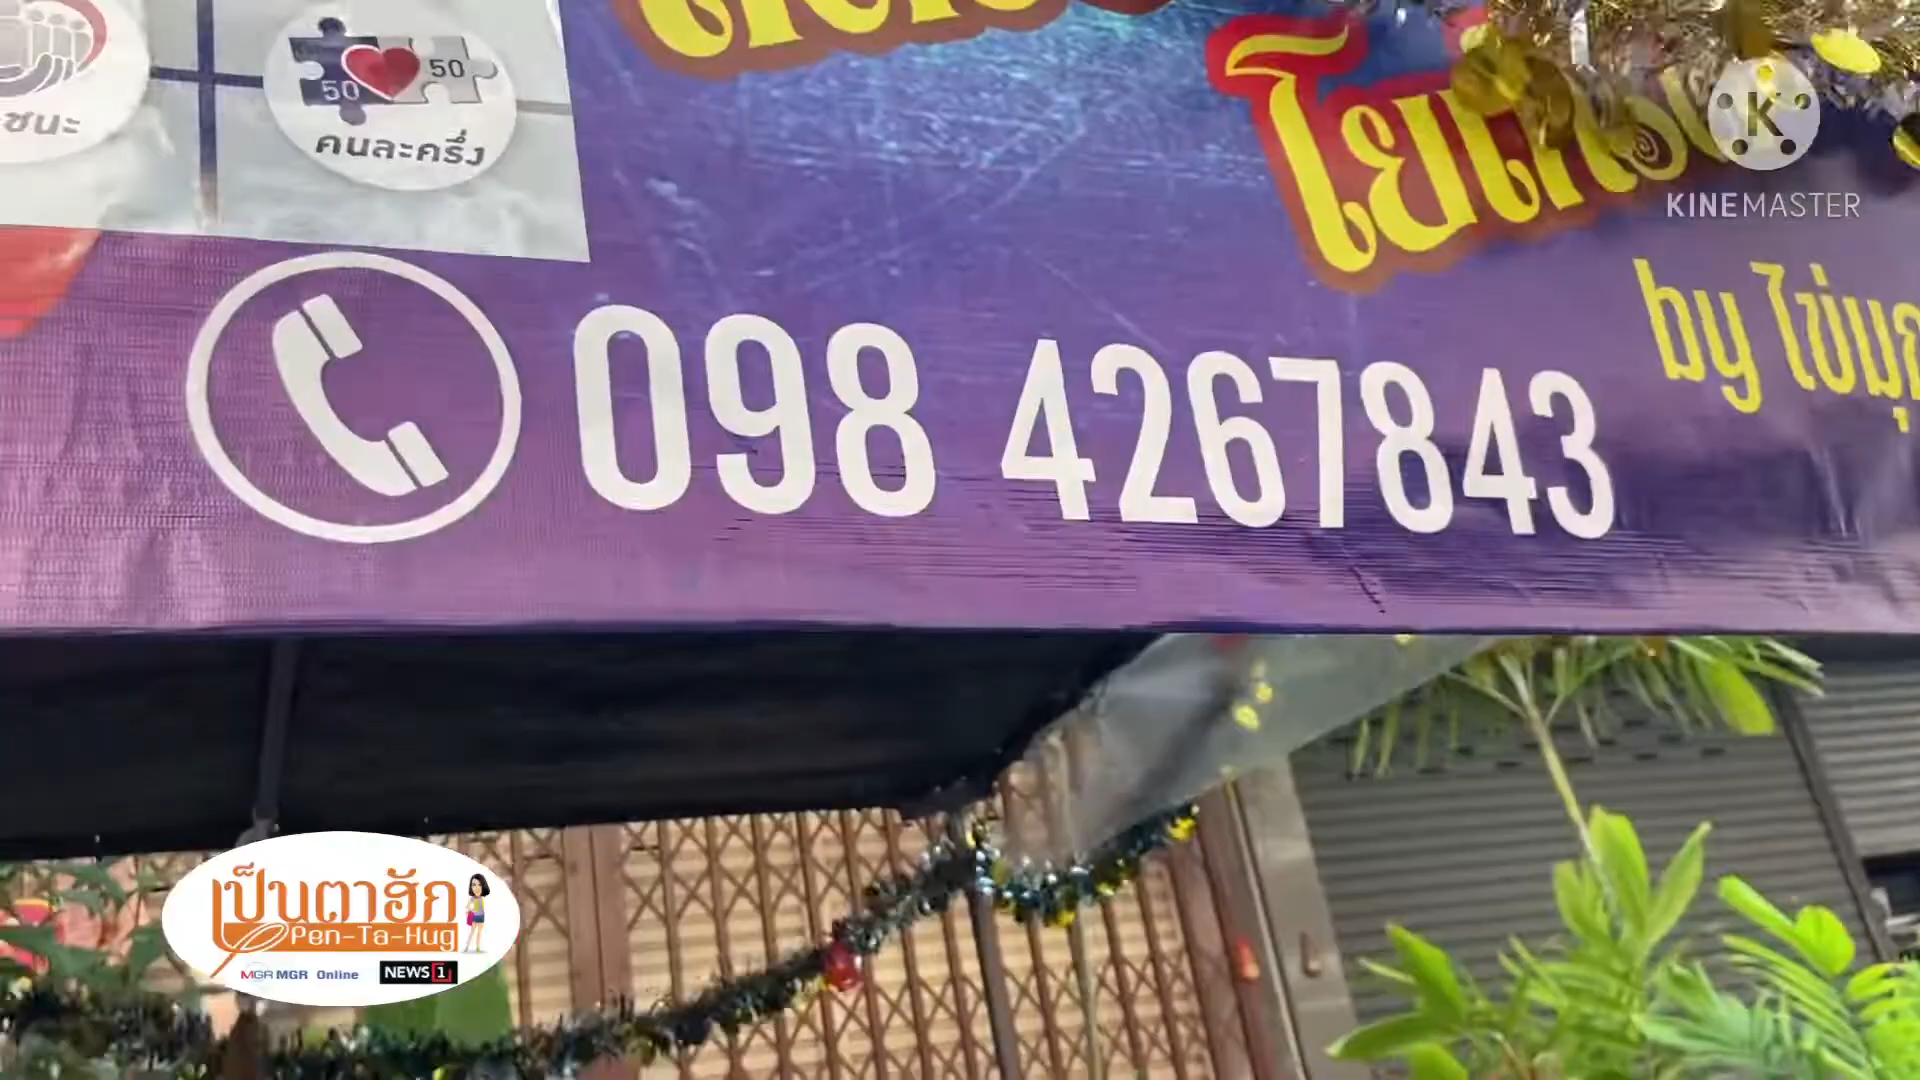 50
50
ชนะ
คนละครึ่ง
K
KINEMASTER
098 4267843
by ไข่มุก
เป็นตาฮัก
Pen-Ta-Hug
MGR MGR Online
NEWS 1